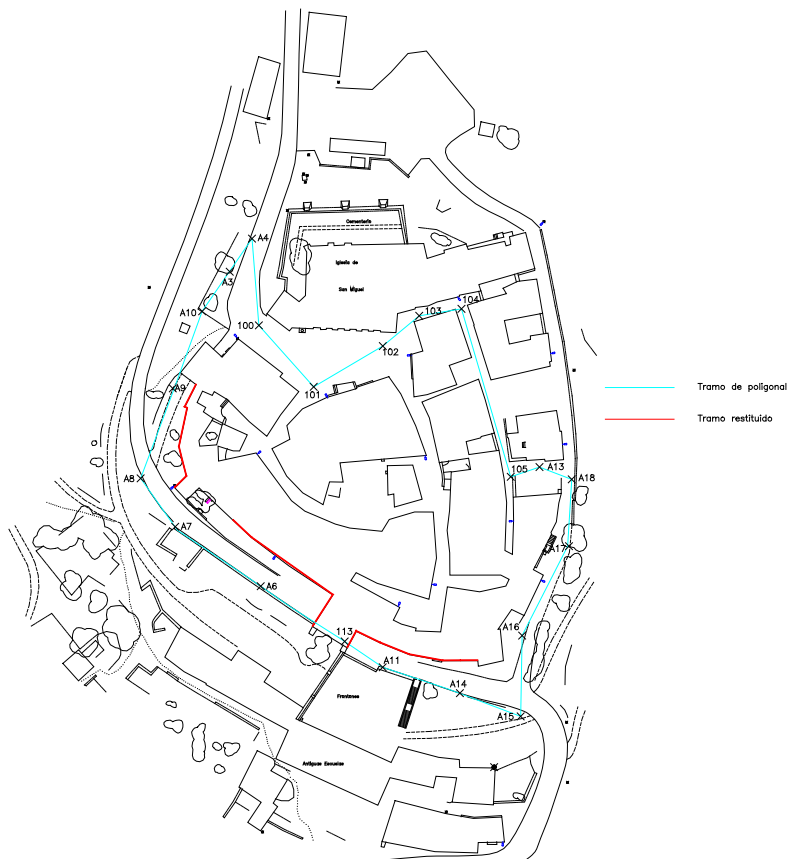 Cementerio
A4
Iglesia de
A3
San Miguel
A10
103
104
100
102
101
Tramo de poligonal
A9
Tramo restituido
A13
105
A18
A8
A7
A17
A6
A16
113
A11
A14
Frontones
A15
Antiguas Escuelas